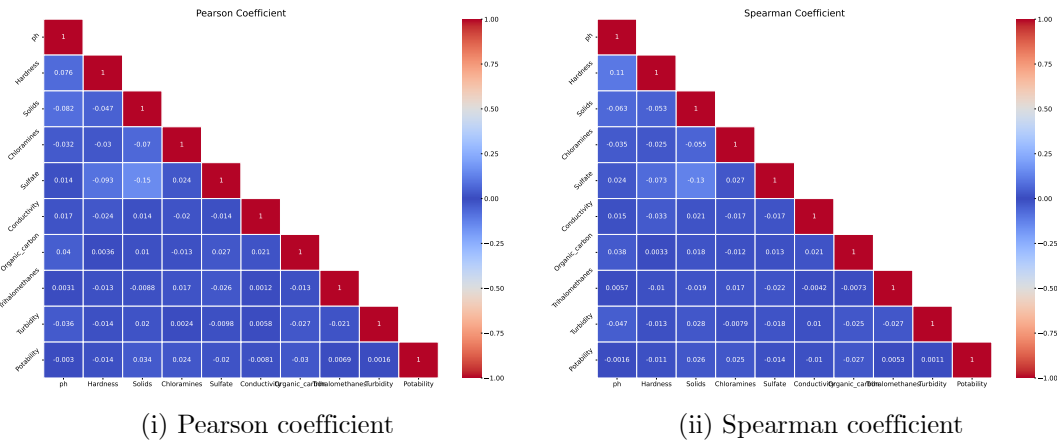 Pearson Coefficient
ph 1
Hardness 0.076 1
Solids -0.082 -0.047 1
Chloramines -0.032 -0.03 -0.07 1
Sulfate 0.014 -0.093 -0.15 0.024 1
Conductivity 0.017 -0.024 0.014 -0.02 -0.014 1
Organic_carbon 0.04 0.0036 0.01 -0.013 0.027 0.021 1
Trihalomethanes 0.0031 -0.013 -0.0088 0.017 -0.026 0.0012 -0.013 1
Turbidity -0.036 -0.014 0.02 0.0024 -0.0098 0.0058 -0.027 -0.021 1
Potability -0.003 -0.014 0.034 0.024 -0.02 -0.0081 -0.03 0.0069 0.0016 1
ph Hardness Solids Chloramines Sulfate Conductivity Organic_carbon Trihalomethanes Turbidity Potability
1.00
0.75
0.50
0.25
0.00
−0.25
−0.50
−0.75
−1.00
(i) Pearson coefficient
Spearman Coefficient
ph 1
Hardness 0.11 1
Solids -0.063 -0.053 1
Chloramines -0.035 -0.025 -0.055 1
Sulfate 0.024 -0.073 -0.13 0.027 1
Conductivity 0.015 -0.033 0.021 -0.017 -0.017 1
Organic_carbon 0.038 0.0033 0.018 -0.012 0.013 0.021 1
Trihalomethanes 0.0057 -0.01 -0.019 0.017 -0.022 -0.0042 -0.0073 1
Turbidity -0.047 -0.013 0.028 -0.0079 -0.018 0.01 -0.025 -0.027 1
Potability -0.0016 -0.011 0.026 0.025 -0.014 -0.01 -0.027 0.0053 0.0011 1
ph Hardness Solids Chloramines Sulfate Conductivity Organic_carbon Trihalomethanes Turbidity Potability
1.00
0.75
0.50
0.25
0.00
−0.25
−0.50
−0.75
−1.00
(ii) Spearman coefficient